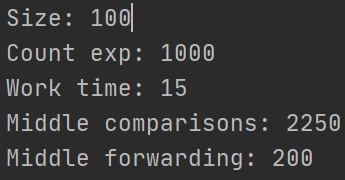 Size: 100
Count exp: 1000
Work time: 15
Middle comparisons: 2250
Middle forwarding: 200